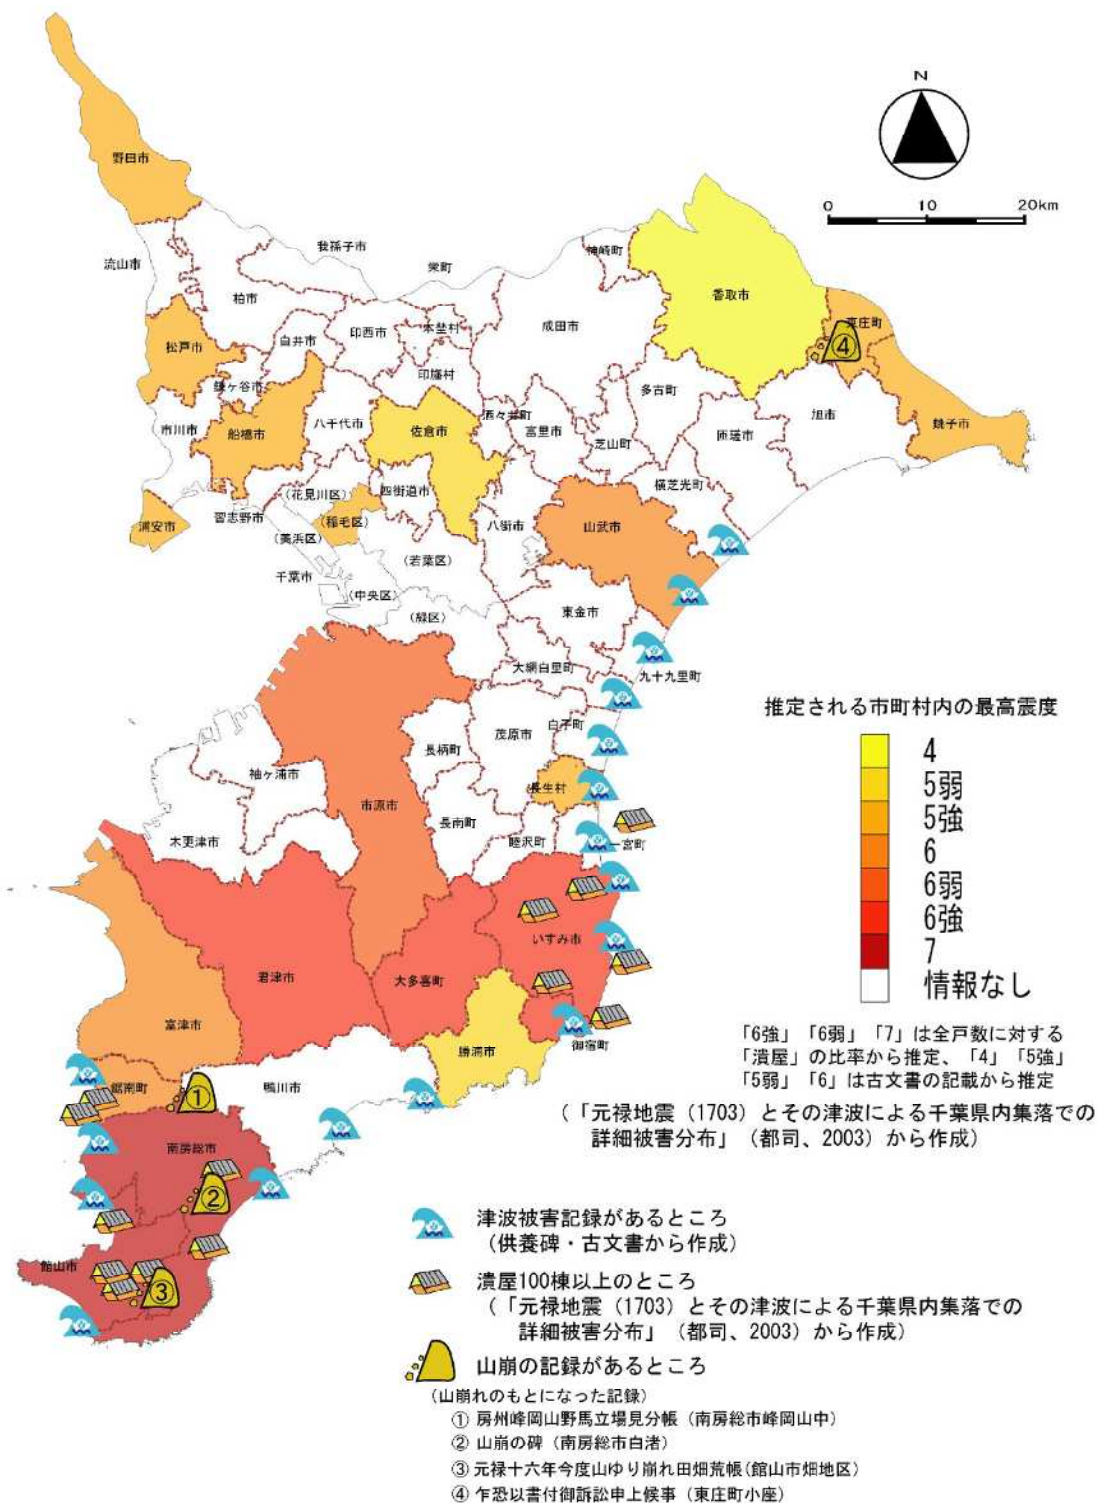 N
0 10 20km
野田市
流山市
我孫子市
柏市
栄町
神崎町
香取市
東庄町
④
松戸市
白井市
印西市
本埜村
成田市
鎌ヶ谷市
印旛村
多古町
市川市
船橋市
八千代市
佐倉市
酒々井町
富里市
芝山町
匝瑳市
旭市
銚子市
浦安市
習志野市
(花見川区)
四街道市
横芝光町
(稲毛区)
(美浜区)
八街市
山武市
千葉市
(若葉区)
(中央区)
(緑区)
東金市
大網白里町
九十九里町
白子町
茂原市
長柄町
袖ヶ浦市
市原市
長生村
長南町
木更津市
睦沢町
一宮町
いすみ市
君津市
大多喜町
富津市
御宿町
勝浦市
鋸南町
鴨川市
①
南房総市
②
館山市
③
推定される市町村内の最高震度
4
5弱
5強
6
6弱
6強
7
情報なし
「6強」「6弱」「7」は全戸数に対する
「潰屋」の比率から推定、「4」「5強」
「5弱」「6」は古文書の記載から推定
(「元禄地震(1703)とその津波による千葉県内集落での
詳細被害分布」(都司、2003)から作成)
津波被害記録があるところ
(供養碑・古文書から作成)
潰屋100棟以上のところ
(「元禄地震(1703)とその津波による千葉県内集落での
詳細被害分布」(都司、2003)から作成)
山崩の記録があるところ
(山崩れのもとになった記録)
① 房州峰岡山野馬立場見分帳(南房総市峰岡山中)
② 山崩の碑(南房総市白渚)
③ 元禄十六年今度山ゆり崩れ田畑荒帳(館山市畑地区)
④ 乍恐以書付御訴訟申上候事(東庄町小座)